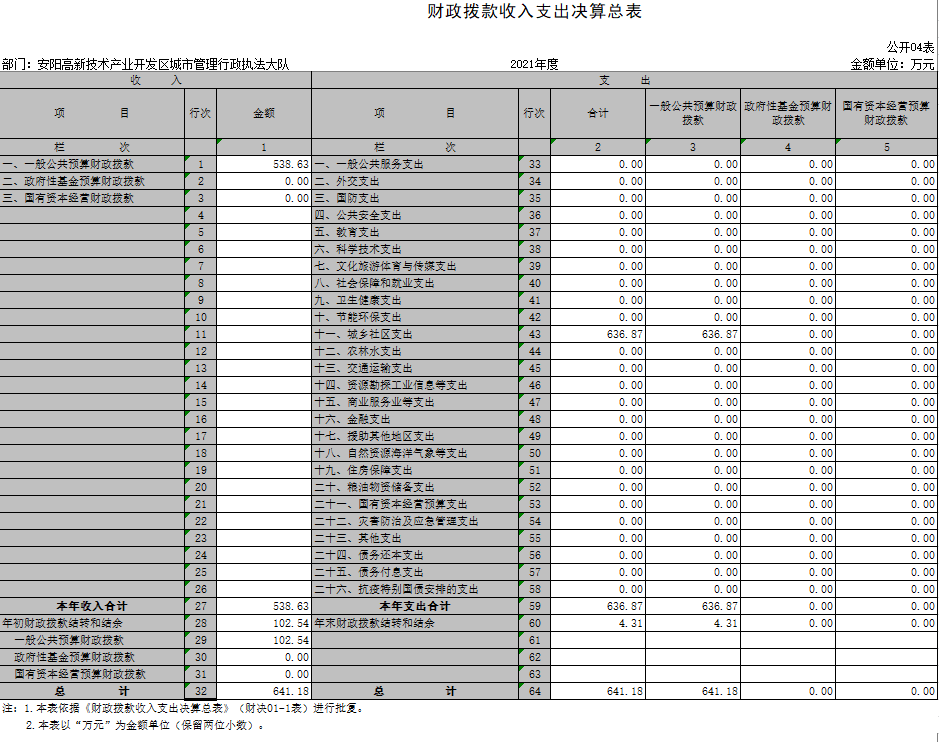 财政拨款收入支出决算总表
公开04表
部门：安阳高新技术产业开发区城市管理行政执法大队 2021年度 金额单位：万元
收 入 支 出
项 目 行次 金额 项 目 行次 合计 一般公共预算财政拨款 政府性基金预算财政拨款 国有资本经营预算财政拨款
栏 次 1 栏 次 2 3 4 5
一、一般公共预算财政拨款 1 538.63 一、一般公共服务支出 33 0.00 0.00 0.00 0.00
二、政府性基金预算财政拨款 2 0.00 二、外交支出 34 0.00 0.00 0.00 0.00
三、国有资本经营财政拨款 3 0.00 三、国防支出 35 0.00 0.00 0.00 0.00
4 四、公共安全支出 36 0.00 0.00 0.00 0.00
5 五、教育支出 37 0.00 0.00 0.00 0.00
6 六、科学技术支出 38 0.00 0.00 0.00 0.00
7 七、文化旅游体育与传媒支出 39 0.00 0.00 0.00 0.00
8 八、社会保障和就业支出 40 0.00 0.00 0.00 0.00
9 九、卫生健康支出 41 0.00 0.00 0.00 0.00
10 十、节能环保支出 42 0.00 0.00 0.00 0.00
11 十一、城乡社区支出 43 636.87 636.87 0.00 0.00
12 十二、农林水支出 44 0.00 0.00 0.00 0.00
13 十三、交通运输支出 45 0.00 0.00 0.00 0.00
14 十四、资源勘探工业信息等支出 46 0.00 0.00 0.00 0.00
15 十五、商业服务业等支出 47 0.00 0.00 0.00 0.00
16 十六、金融支出 48 0.00 0.00 0.00 0.00
17 十七、援助其他地区支出 49 0.00 0.00 0.00 0.00
18 十八、自然资源海洋气象等支出 50 0.00 0.00 0.00 0.00
19 十九、住房保障支出 51 0.00 0.00 0.00 0.00
20 二十、粮油物资储备支出 52 0.00 0.00 0.00 0.00
21 二十一、国有资本经营预算支出 53 0.00 0.00 0.00 0.00
22 二十二、灾害防治及应急管理支出 54 0.00 0.00 0.00 0.00
23 二十三、其他支出 55 0.00 0.00 0.00 0.00
24 二十四、债务还本支出 56 0.00 0.00 0.00 0.00
25 二十五、债务付息支出 57 0.00 0.00 0.00 0.00
26 二十六、抗疫特别国债安排的支出 58 0.00 0.00 0.00 0.00
本年收入合计 27 538.63 本年支出合计 59 636.87 636.87 0.00 0.00
年初财政拨款结转和结余 28 102.54 年末财政拨款结转和结余 60 4.31 4.31 0.00 0.00
一般公共预算财政拨款 29 102.54 61
政府性基金预算财政拨款 30 0.00 62
国有资本经营预算财政拨款 31 0.00 63
总 计 32 641.18 总 计 64 641.18 641.18 0.00 0.00
注：1.本表依据《财政拨款收入支出决算总表》（财决01-1表）进行批复。
2.本表以“万元”为金额单位（保留两位小数）。